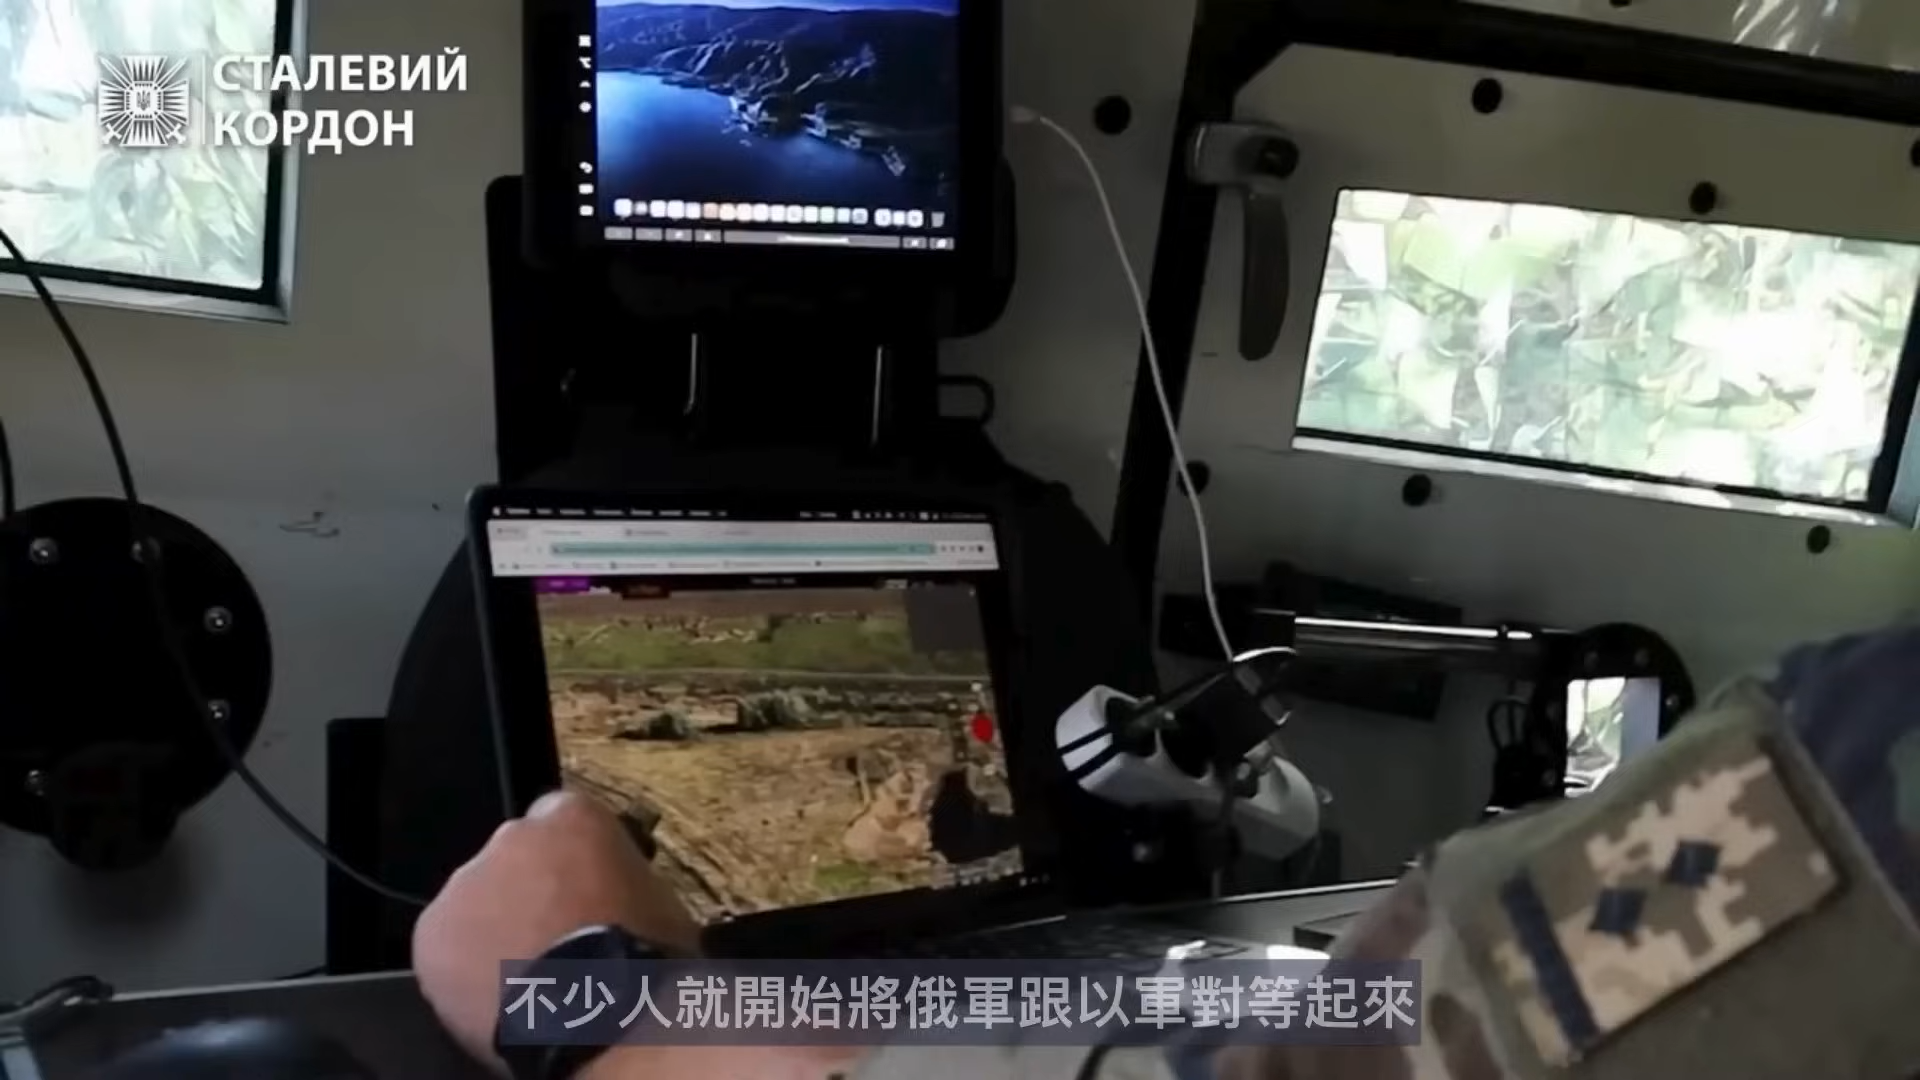 СТАЛЕВИЙ
КОРДОН
不少人就開始將俄軍跟以軍對等起來